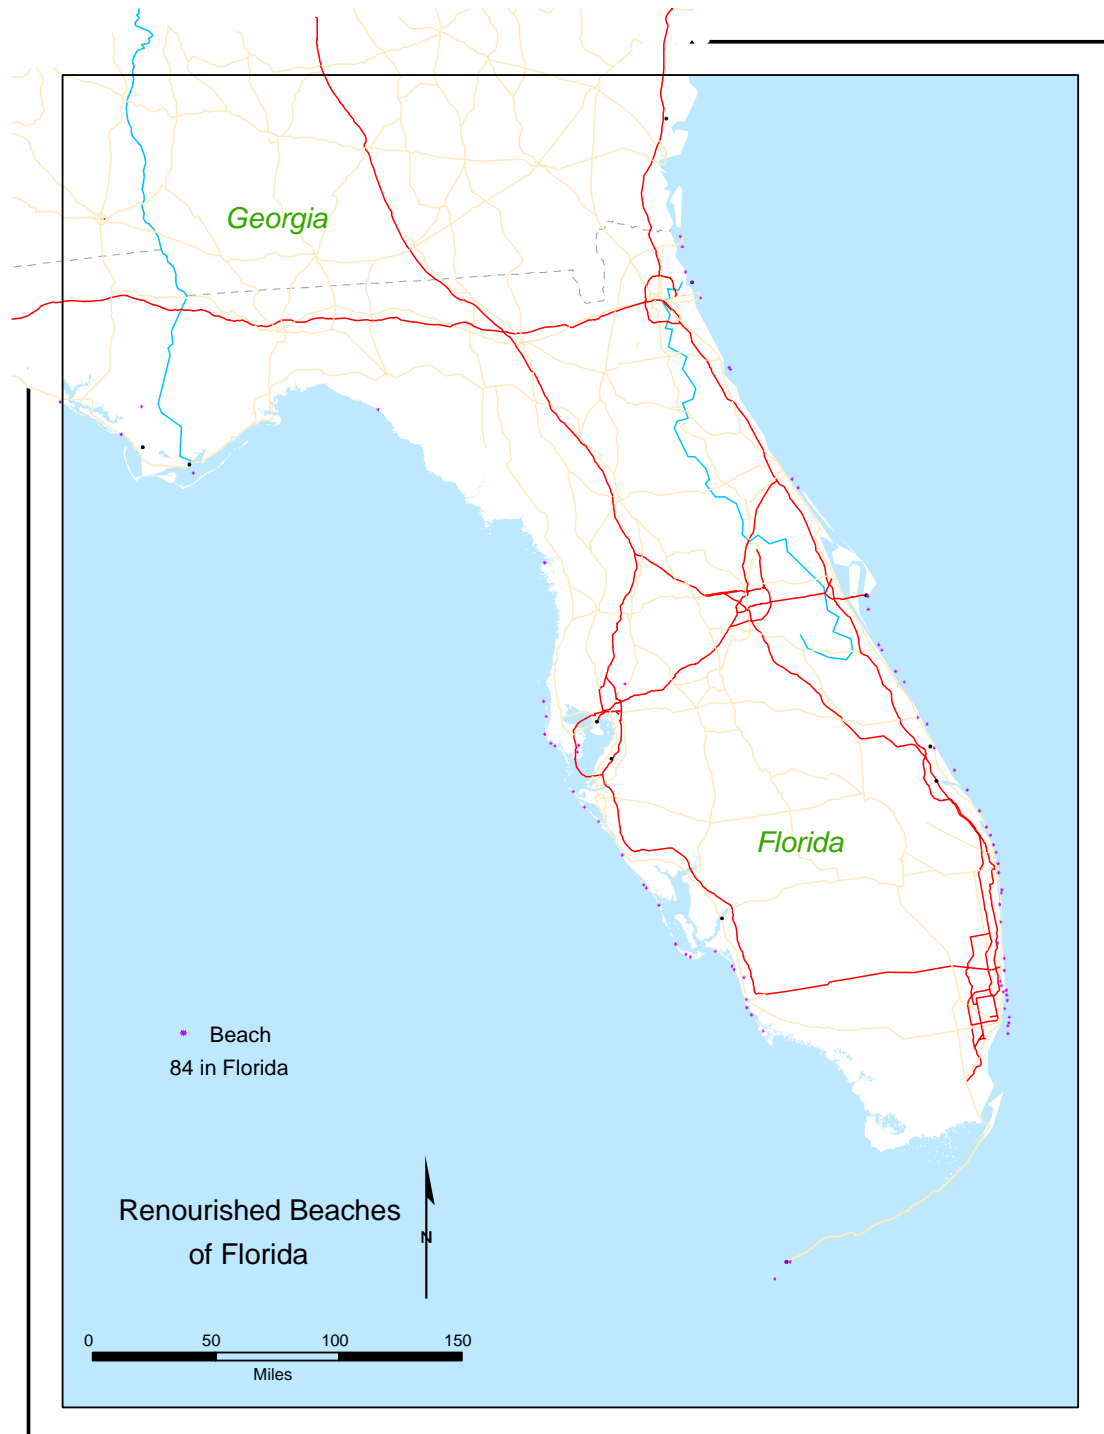 Georgia
Florida
Beach
84 in Florida
Renourished Beaches
of Florida
N
0 50 100 150
Miles